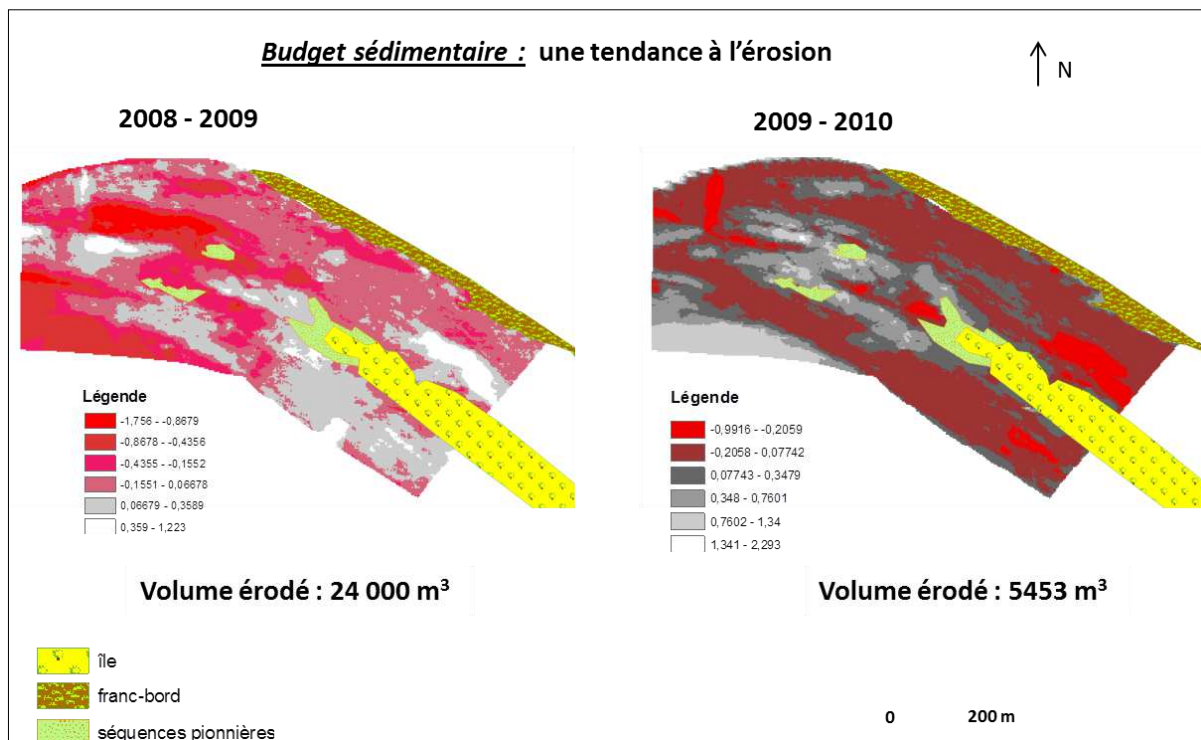 Budget sédimentaire : une tendance à l'érosion
N
2008 - 2009
2009 - 2010
Légende
-1,756 - -0,8679
-0,8678 - -0,4356
-0,4355 - -0,1552
-0,1551 - 0,06678
0,06679 - 0,3589
0,359 - 1,223
Légende
-0,9916 - -0,2059
-0,2058 - 0,07742
0,07743 - 0,3479
0,348 - 0,7601
0,7602 - 1,34
1,341 - 2,293
Volume érodé : 24 000 m³
Volume érodé : 5453 m³
île
franc-bord
séquences pionnières
0 200 m